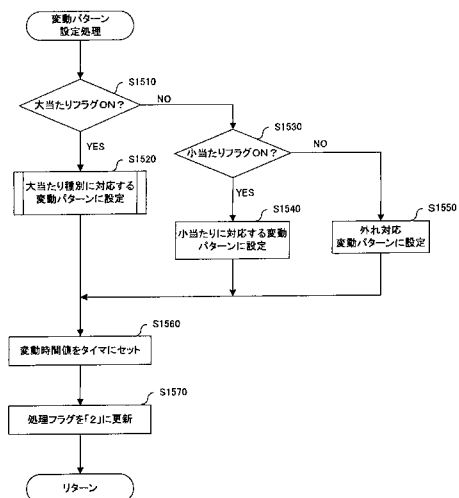 変動パターン
設定処理
S1510
大当たりフラグON?
NO
YES
S1530
小当たりフラグON?
NO
YES
S1520
大当たり種別に対応する
変動パターンに設定
S1540
小当たりに対応する変動
パターンに設定
S1550
外れ対応
変動パターンに設定
S1560
変動時間値をタイマにセット
S1570
処理フラグを「2」に更新
リターン